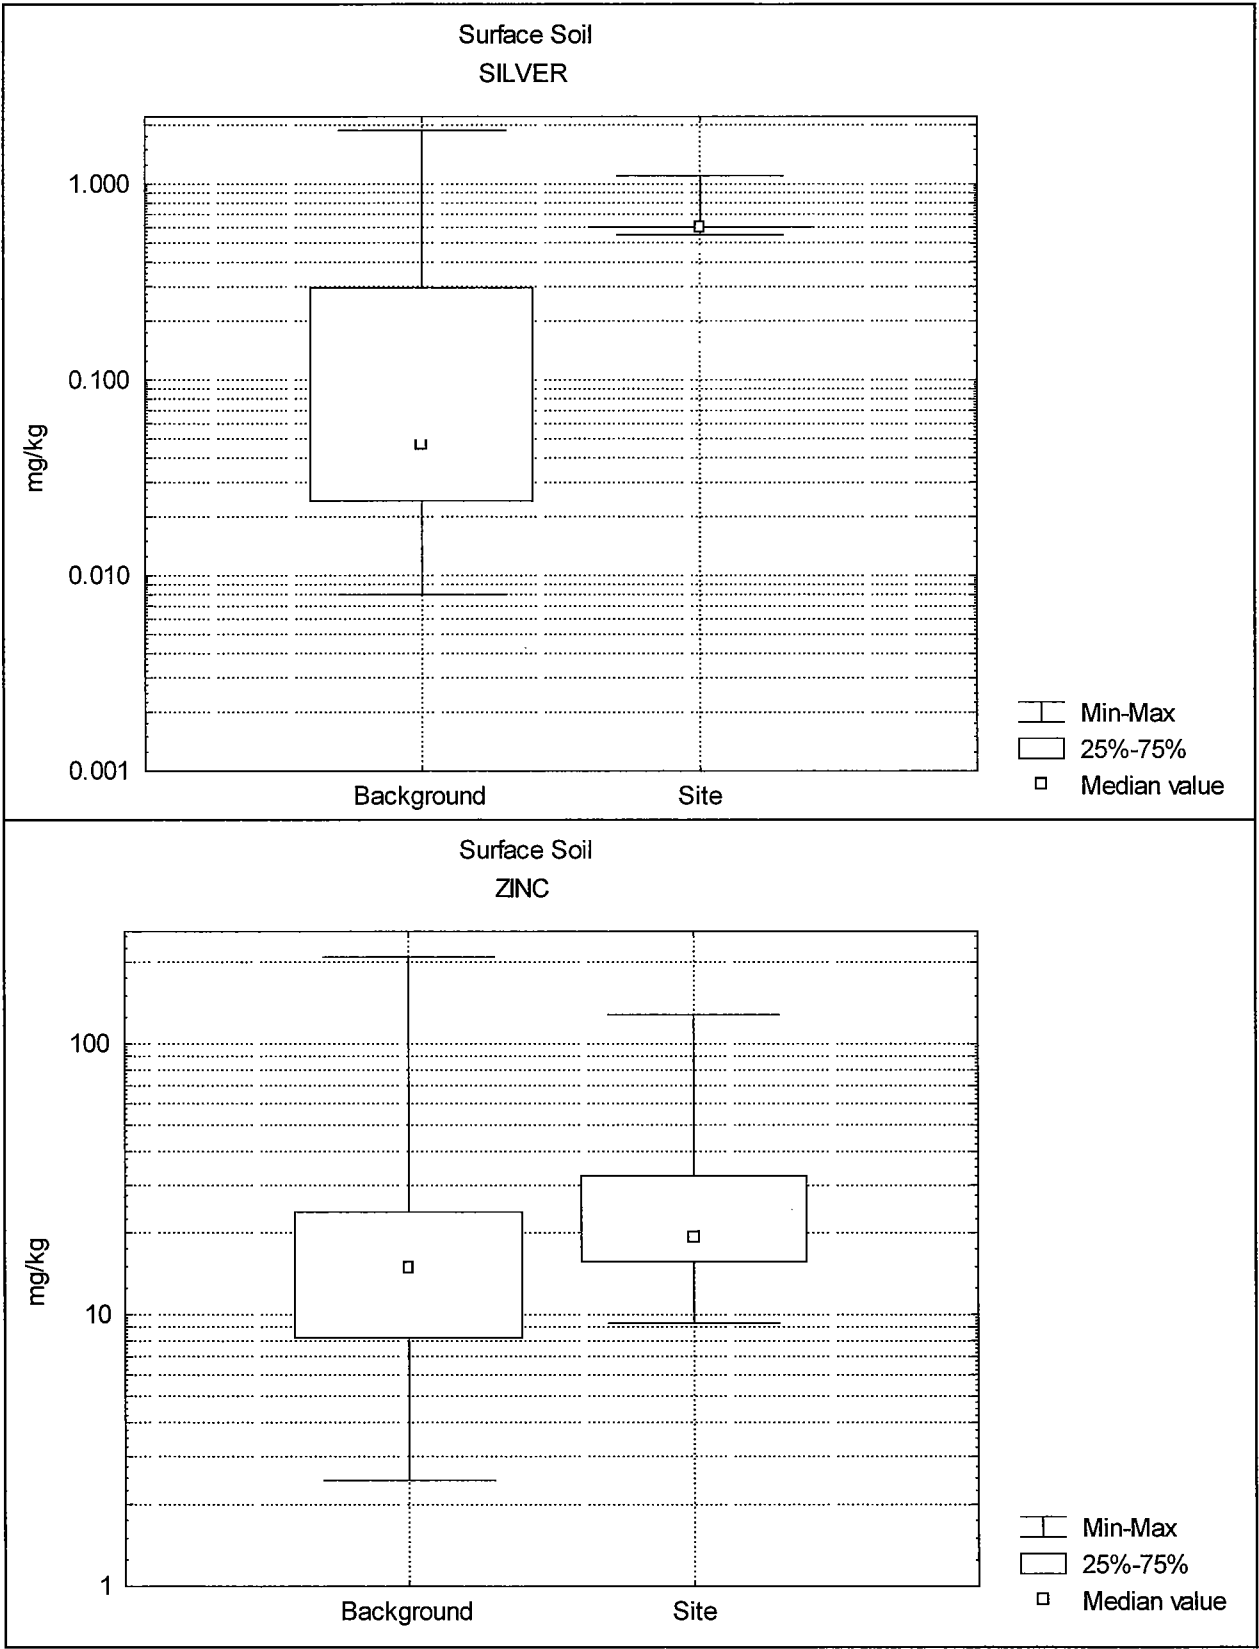 Surface Soil
SILVER
1.000
0.100
0.010
0.001
mg/kg
Background
Site
Min-Max
25%-75%
Median value
Surface Soil
ZINC
100
10
1
mg/kg
Background
Site
Min-Max
25%-75%
Median value